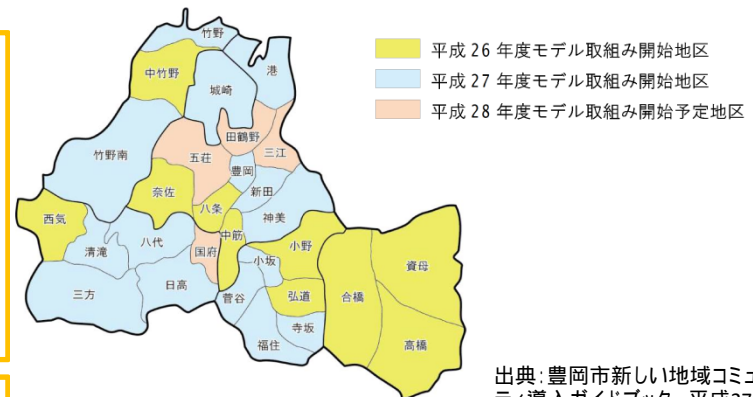 平成 26 年度モデル取組み開始地区
平成 27 年度モデル取組み開始地区
平成 28 年度モデル取組み開始予定地区
竹野
港
中竹野
城崎
田鶴野
三江
竹野南
五荘
豊岡
奈佐
新田
八条
神美
西気
中筋
清滝
八代
国府
小野
小坂
資母
三方
日高
菅谷
弘道
合橋
寺坂
福住
高橋
出典：豊岡市新しい地域コミュ
ティ導入ガイドブック 平成27